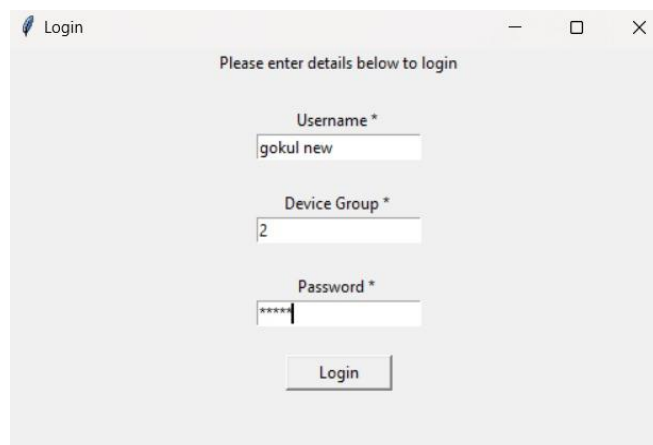 Login
Please enter details below to login
Username *
gokul new
Device Group *
2
Password *
*****
Login